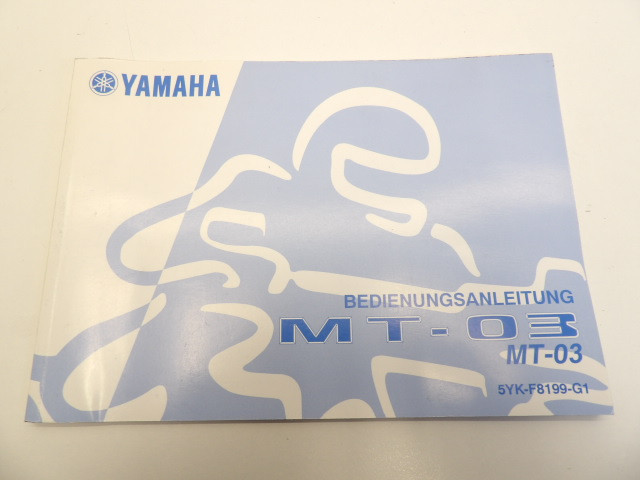 YAMAHA
BEDIENUNGSANLEITUNG
MT-03
MT-03
5YK-F8199-G1